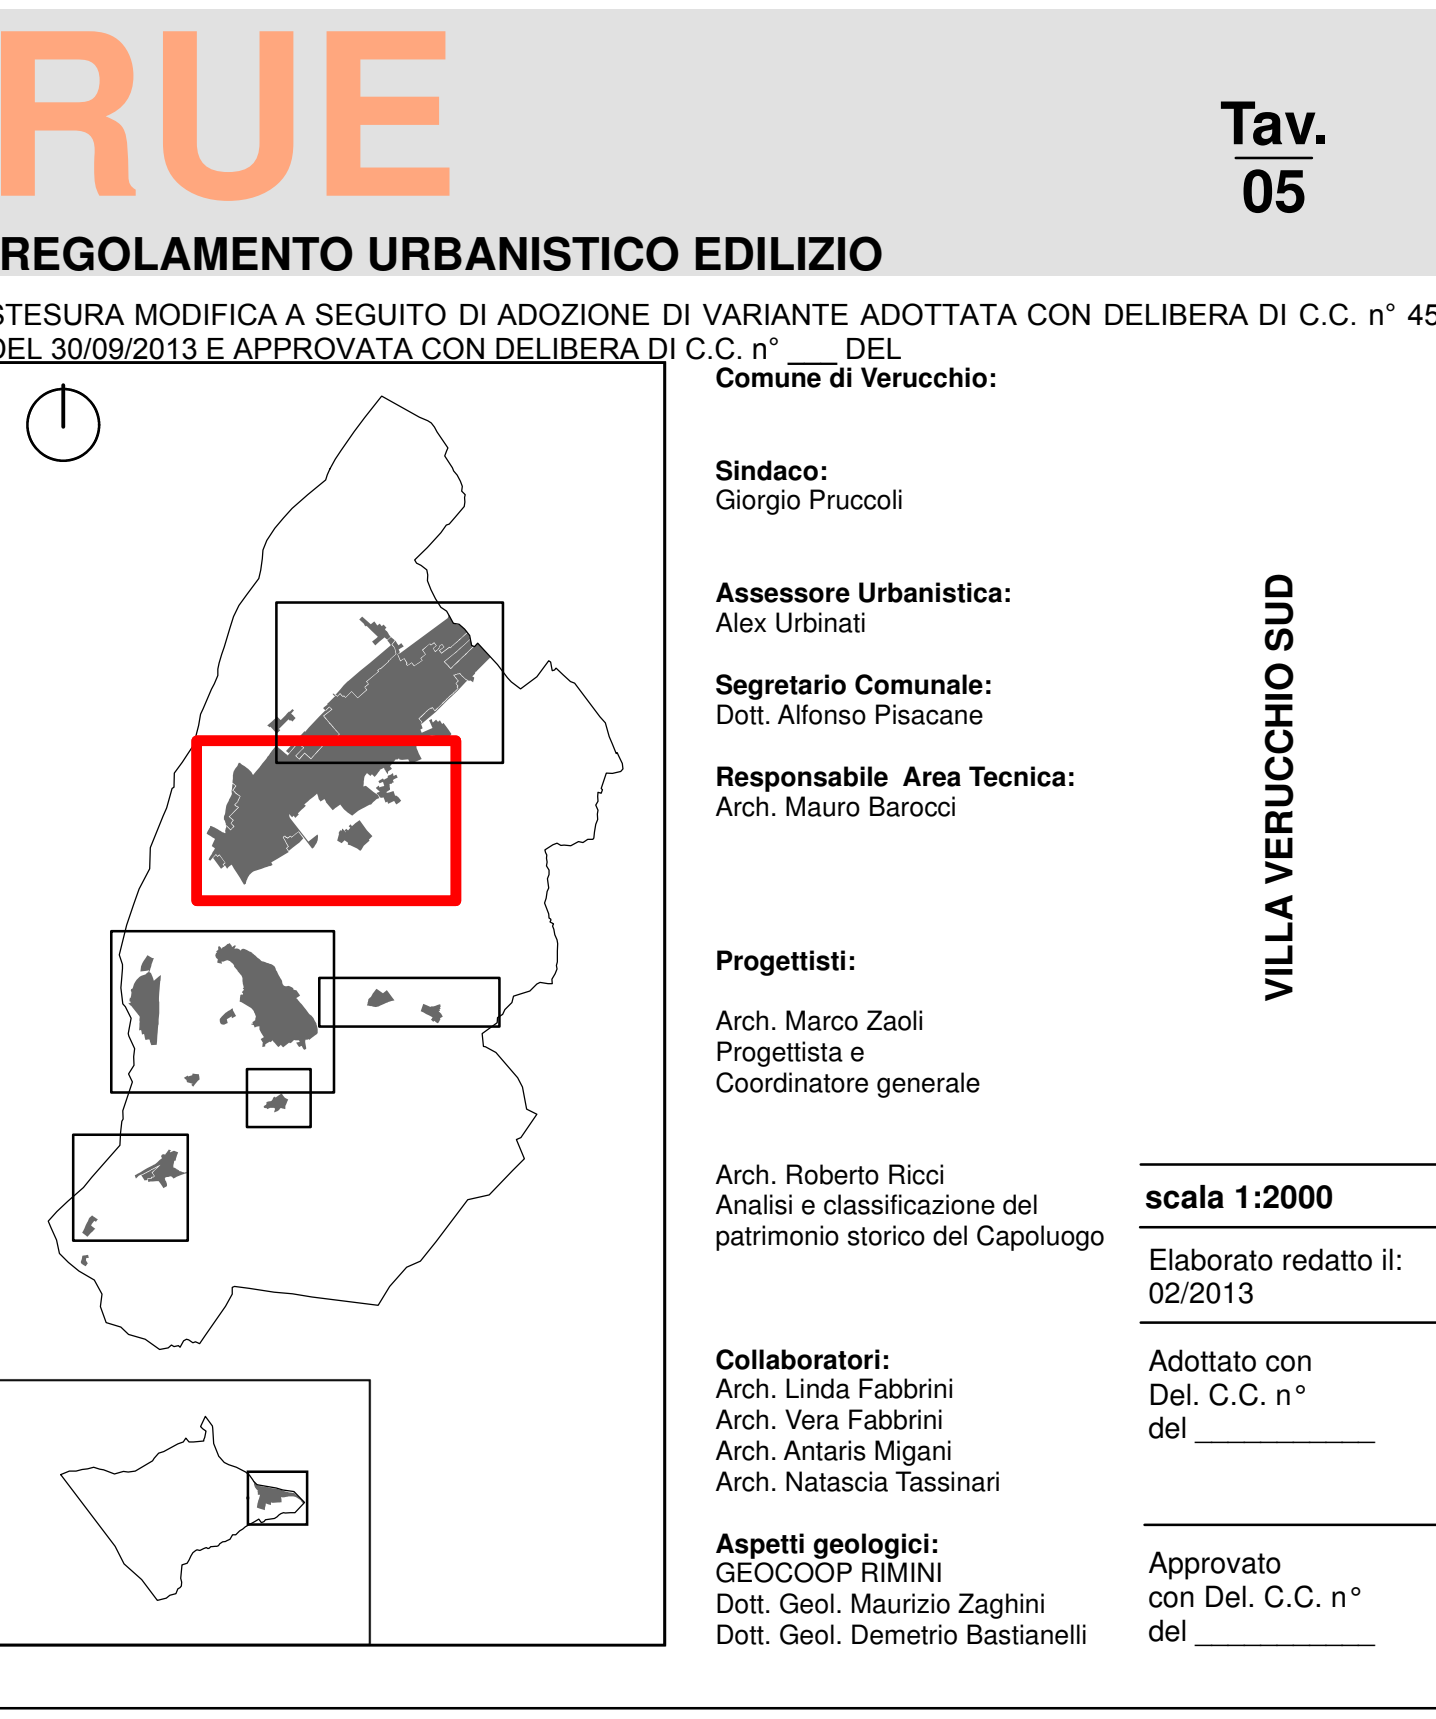 RUE
Tav.
05
REGOLAMENTO URBANISTICO EDILIZIO
STESURA MODIFICA A SEGUITO DI ADOZIONE DI VARIANTE ADOTTATA CON DELIBERA DI C.C. n° 45
DEL 30/09/2013 E APPROVATA CON DELIBERA DI C.C. n° ___ DEL
Comune di Verucchio:
Sindaco:
Giorgio Pruccoli
Assessore Urbanistica:
Alex Urbinati
Segretario Comunale:
Dott. Alfonso Pisacane
Responsabile Area Tecnica:
Arch. Mauro Barocci
Progettisti:
Arch. Marco Zaoli
Progettista e
Coordinatore generale
Arch. Roberto Ricci
Analisi e classificazione del
patrimonio storico del Capoluogo
Collaboratori:
Arch. Linda Fabbrini
Arch. Vera Fabbrini
Arch. Antaris Migani
Arch. Natascia Tassinari
Aspetti geologici:
GEOCOOP RIMINI
Dott. Geol. Maurizio Zaghini
Dott. Geol. Demetrio Bastianelli
VILLA VERUCCHIO SUD
scala 1:2000
Elaborato redatto il:
02/2013
Adottato con
Del. C.C. n°
del ____________
Approvato
con Del. C.C. n°
del ____________